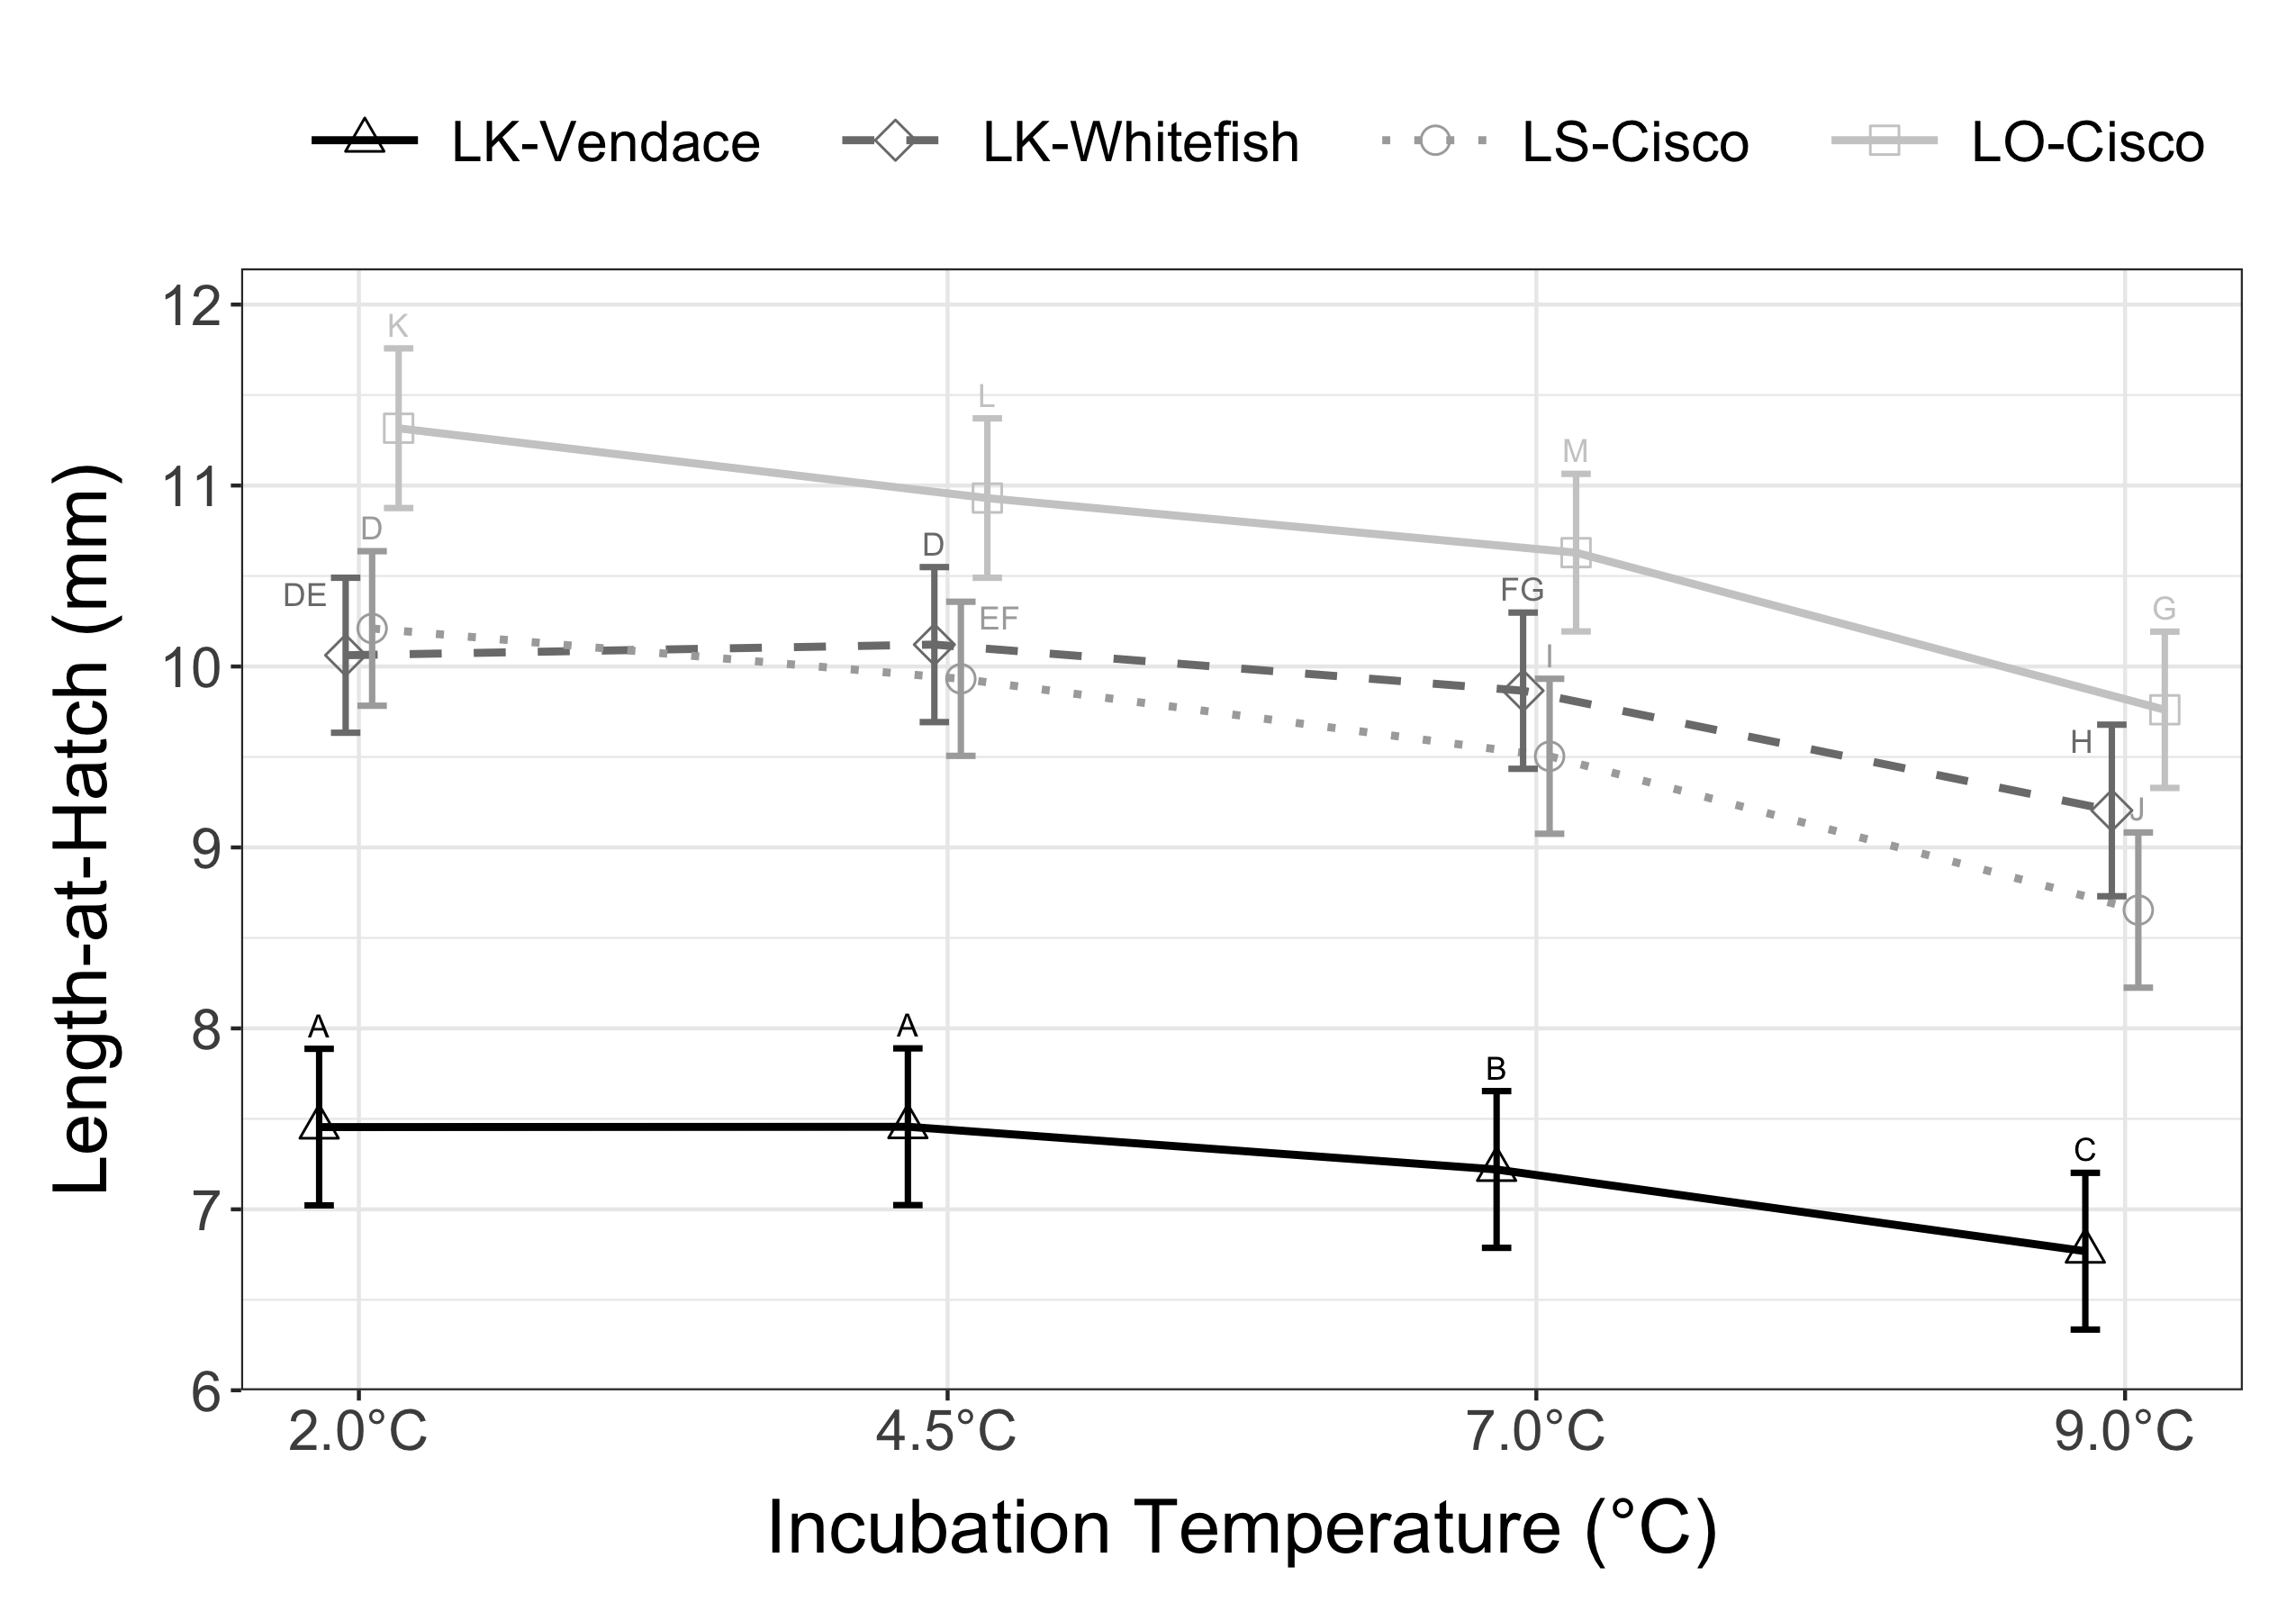 LK-Vendace LK-Whitefish LS-Cisco LO-Cisco
Length-at-Hatch (mm)
12
11
10
9
8
7
6
K
L
M
G
D
DE
D
EF
FG
I
H
J
A
A
B
C
2.0°C 4.5°C 7.0°C 9.0°C
Incubation Temperature (°C)